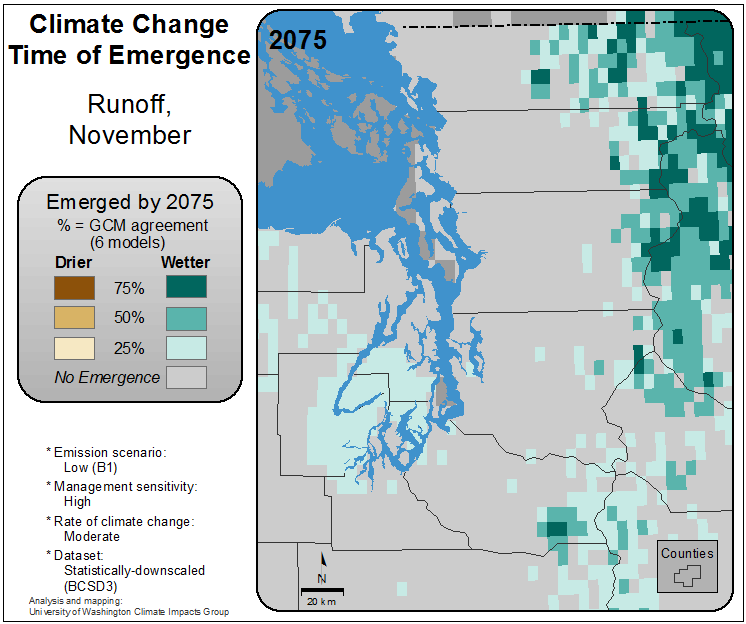 Climate Change
Time of Emergence
Runoff,
November
Emerged by 2075
% = GCM agreement
(6 models)
Drier Wetter
75%
50%
25%
No Emergence
* Emission scenario:
Low (B1)
* Management sensitivity:
High
* Rate of climate change:
Moderate
* Dataset:
Statistically-downscaled
(BCSD3)
Analysis and mapping:
University of Washington Climate Impacts Group
2075
N
20 km
Counties